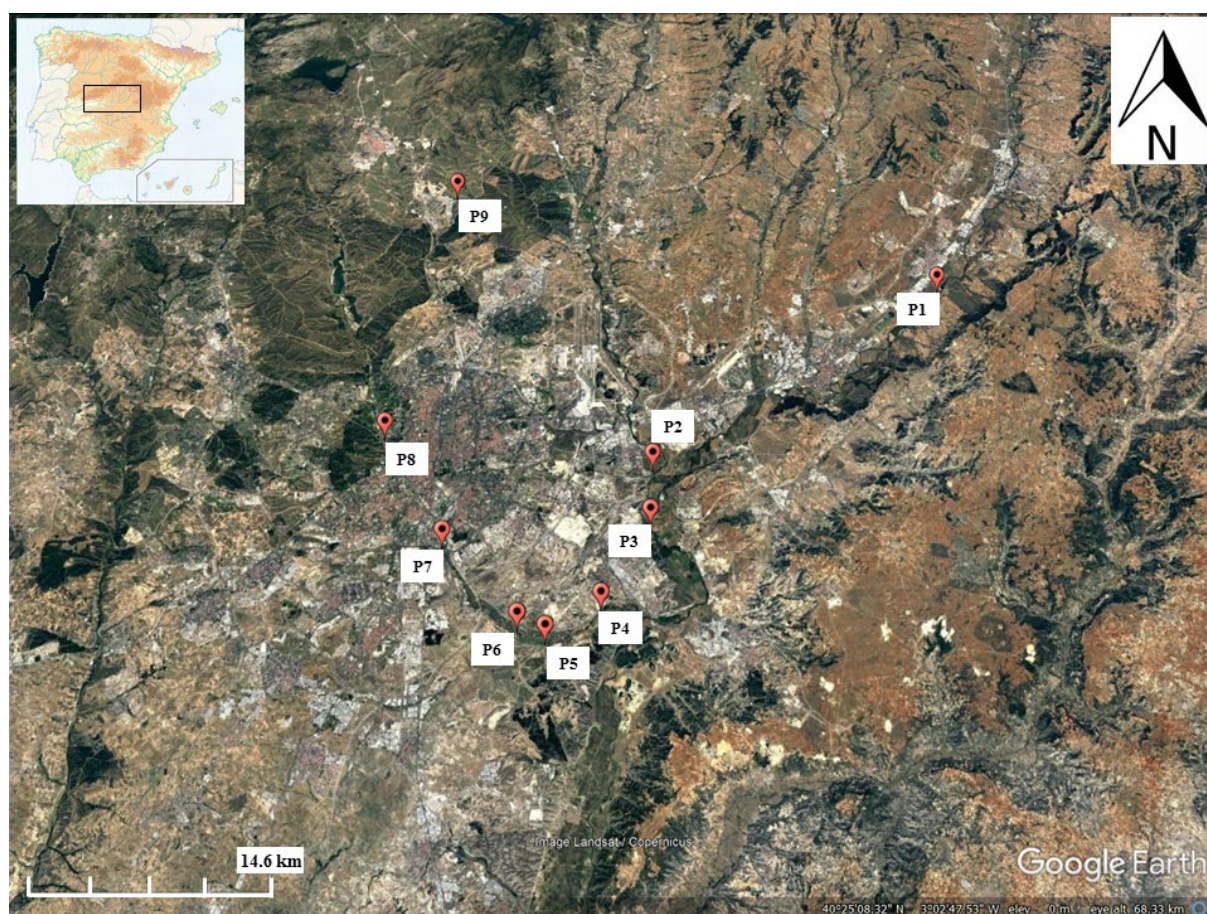 N
P9
P1
P2
P8
P3
P7
P4
P6
P5
Image Landsat / Copernicus
14.6 km
Google Earth
40°25'08.32" N 3°02'47.53" W elev 0 m eye alt 68.33 km